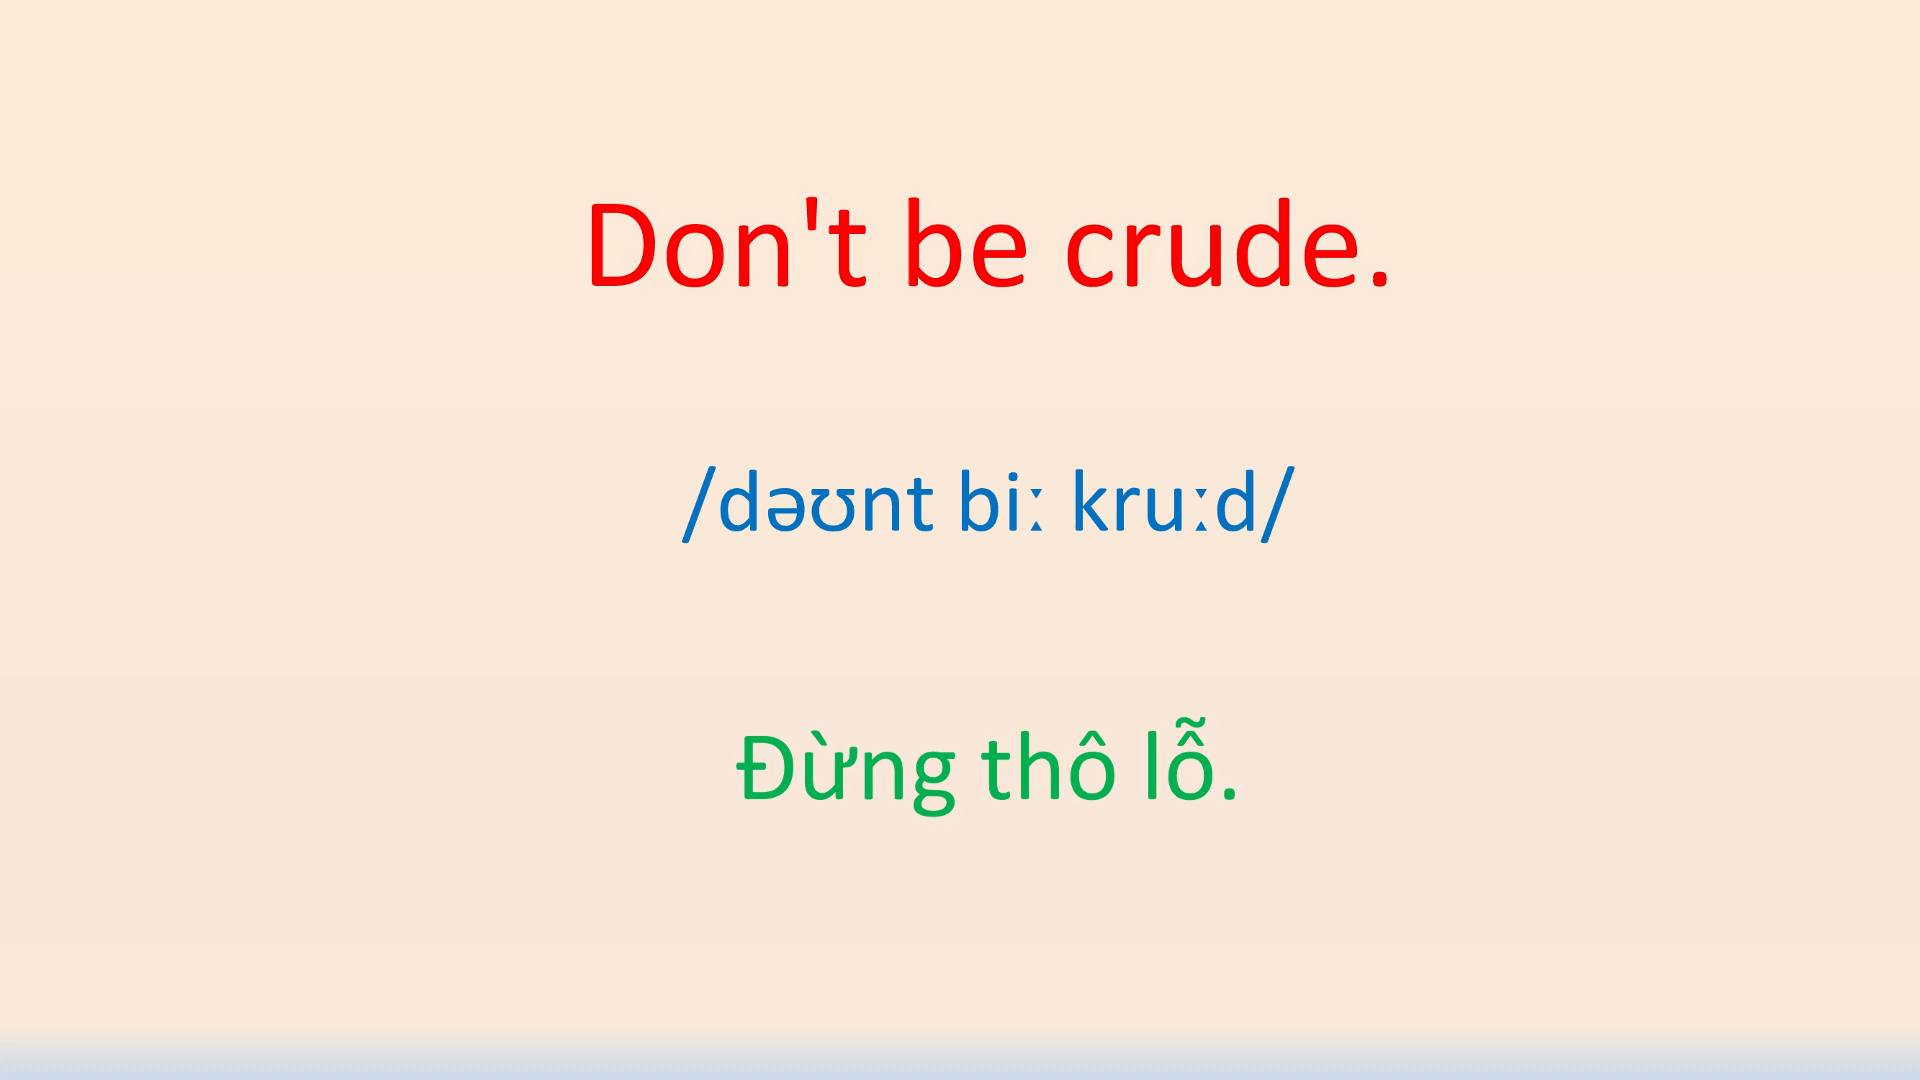 Don't be crude.
/dəʊnt biː kruːd/
Đừng thô lỗ.